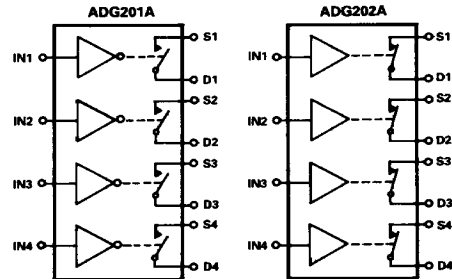 ADG201A
IN1
S1
D1
IN2
S2
D2
IN3
S3
D3
IN4
S4
D4
ADG202A
IN1
S1
D1
IN2
S2
D2
IN3
S3
D3
IN4
S4
D4